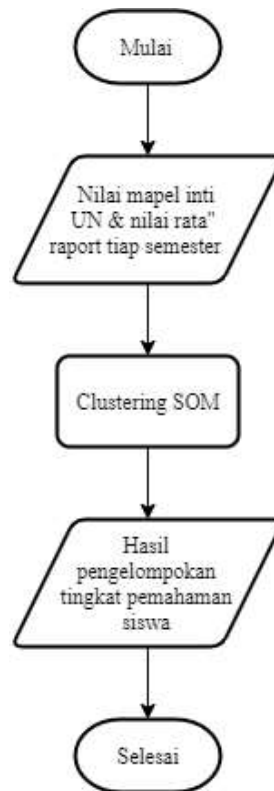 Mulai
Nilai mapel inti
UN & nilai rata"
raport tiap semester
Clustering SOM
Hasil
pengelompokan
tingkat pemahaman
siswa
Selesai